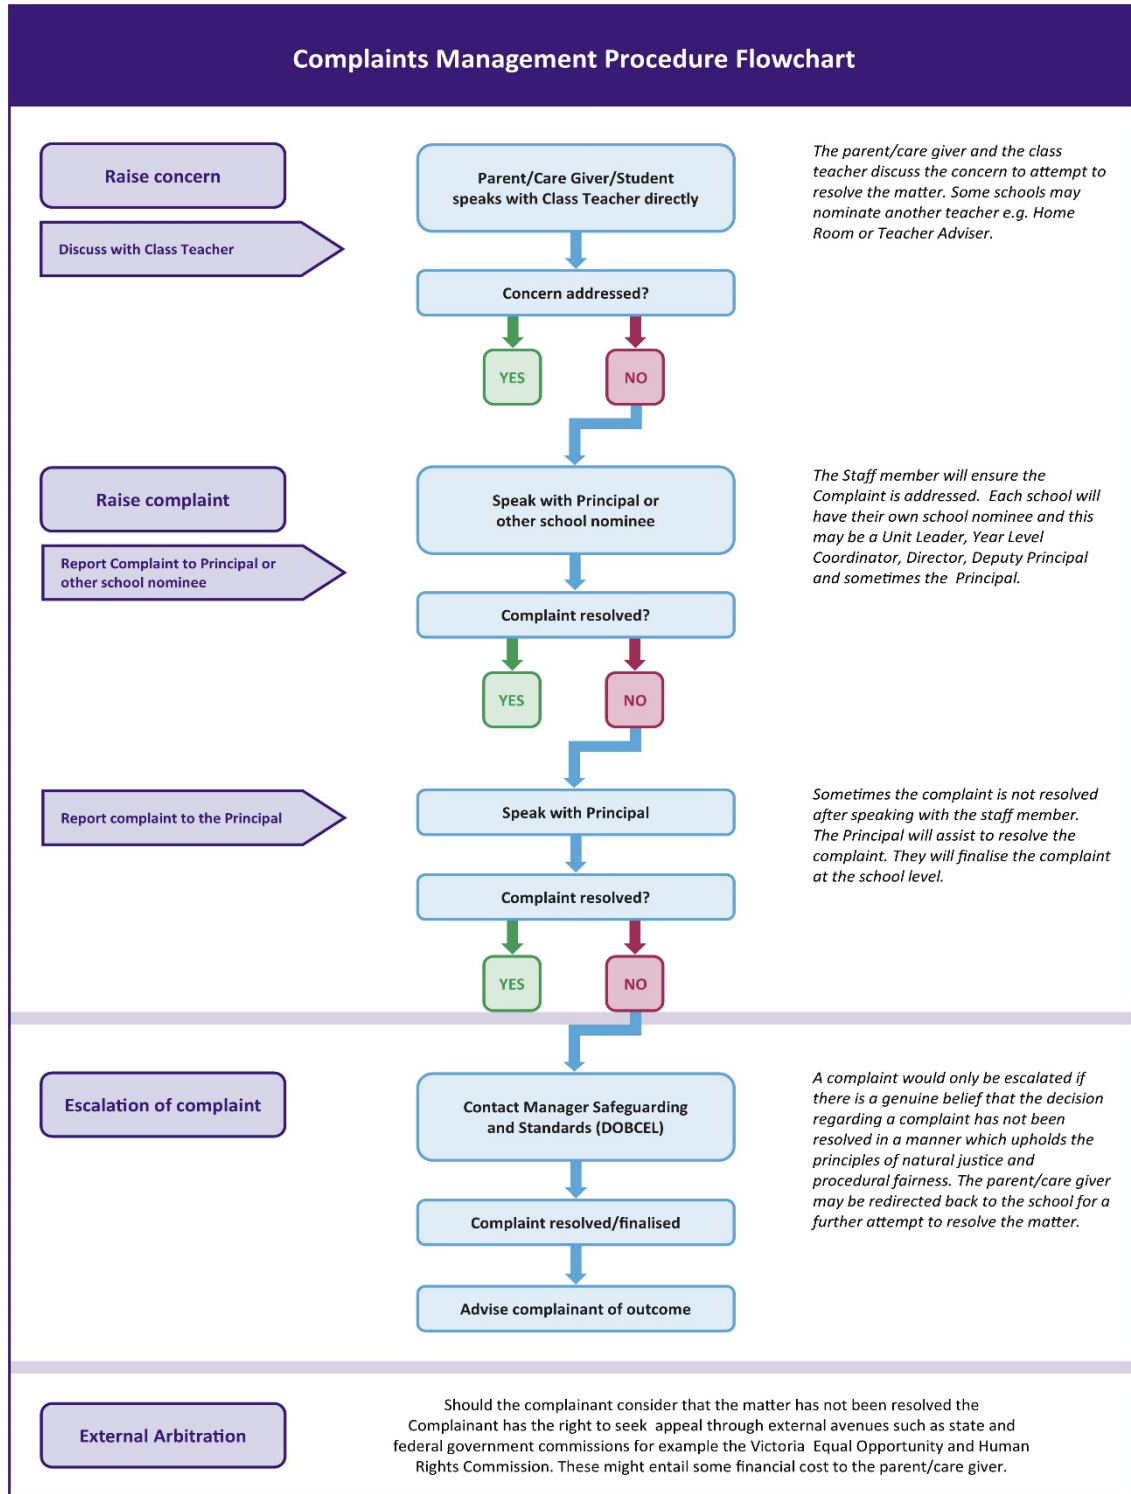 Complaints Management Procedure Flowchart
Raise concern
Discuss with Class Teacher
Parent/Care Giver/Student
speaks with Class Teacher directly
The parent/care giver and the class
teacher discuss the concern to attempt to
resolve the matter. Some schools may
nominate another teacher e.g. Home
Room or Teacher Adviser.
Concern addressed?
YES
NO
Raise complaint
Report Complaint to Principal or
other school nominee
Speak with Principal or
other school nominee
The Staff member will ensure the
Complaint is addressed. Each school will
have their own school nominee and this
may be a Unit Leader, Year Level
Coordinator, Director, Deputy Principal
and sometimes the Principal.
Complaint resolved?
YES
NO
Report complaint to the Principal
Speak with Principal
Sometimes the complaint is not resolved
after speaking with the staff member.
The Principal will assist to resolve the
complaint. They will finalise the complaint
at the school level.
Complaint resolved?
YES
NO
Escalation of complaint
Contact Manager Safeguarding
and Standards (DOBCEL)
A complaint would only be escalated if
there is a genuine belief that the decision
regarding a complaint has not been
resolved in a manner which upholds the
principles of natural justice and
procedural fairness. The parent/care giver
may be redirected back to the school for a
further attempt to resolve the matter.
Complaint resolved/finalised
Advise complainant of outcome
External Arbitration
Should the complainant consider that the matter has not been resolved the
Complainant has the right to seek appeal through external avenues such as state and
federal government commissions for example the Victoria Equal Opportunity and Human
Rights Commission. These might entail some financial cost to the parent/care giver.